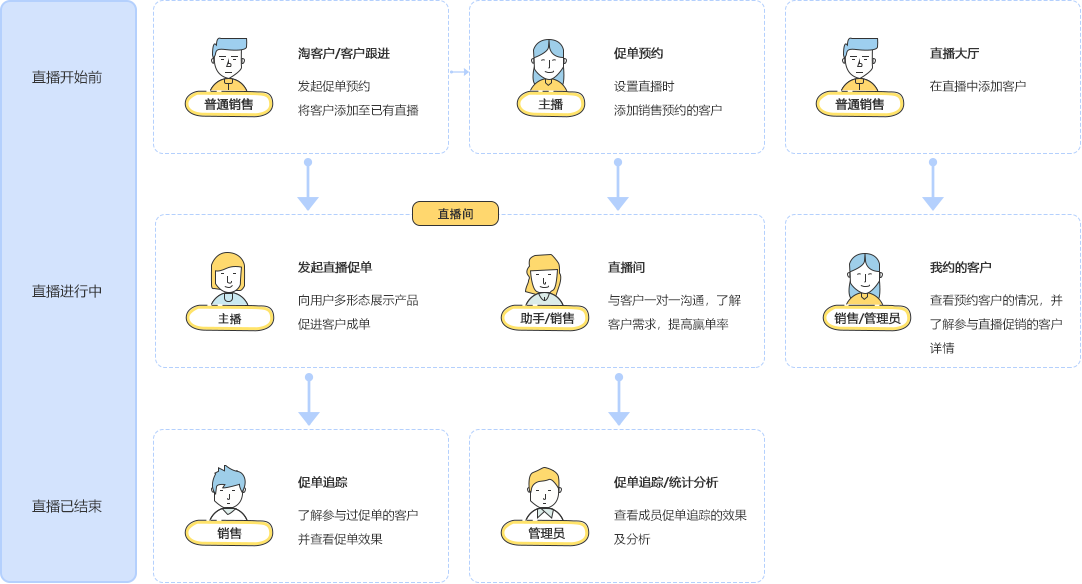 直播开始前
淘客户/客户跟进
发起促单预约
将客户添加至已有直播
普通销售
促单预约
设置直播时
添加销售预约的客户
主播
直播大厅
在直播中添加客户
普通销售
直播间
直播进行中
发起直播促单
向用户多形态展示产品
促进客户成单
主播
直播间
与客户一对一沟通，了解
客户需求，提高赢单率
助手/销售
我约的客户
查看预约客户的情况，并
了解参与直播促销的客户
详情
销售/管理员
直播已结束
促单追踪
了解参与过促单的客户
并查看促单效果
销售
促单追踪/统计分析
查看成员促单追踪的效果
及分析
管理员